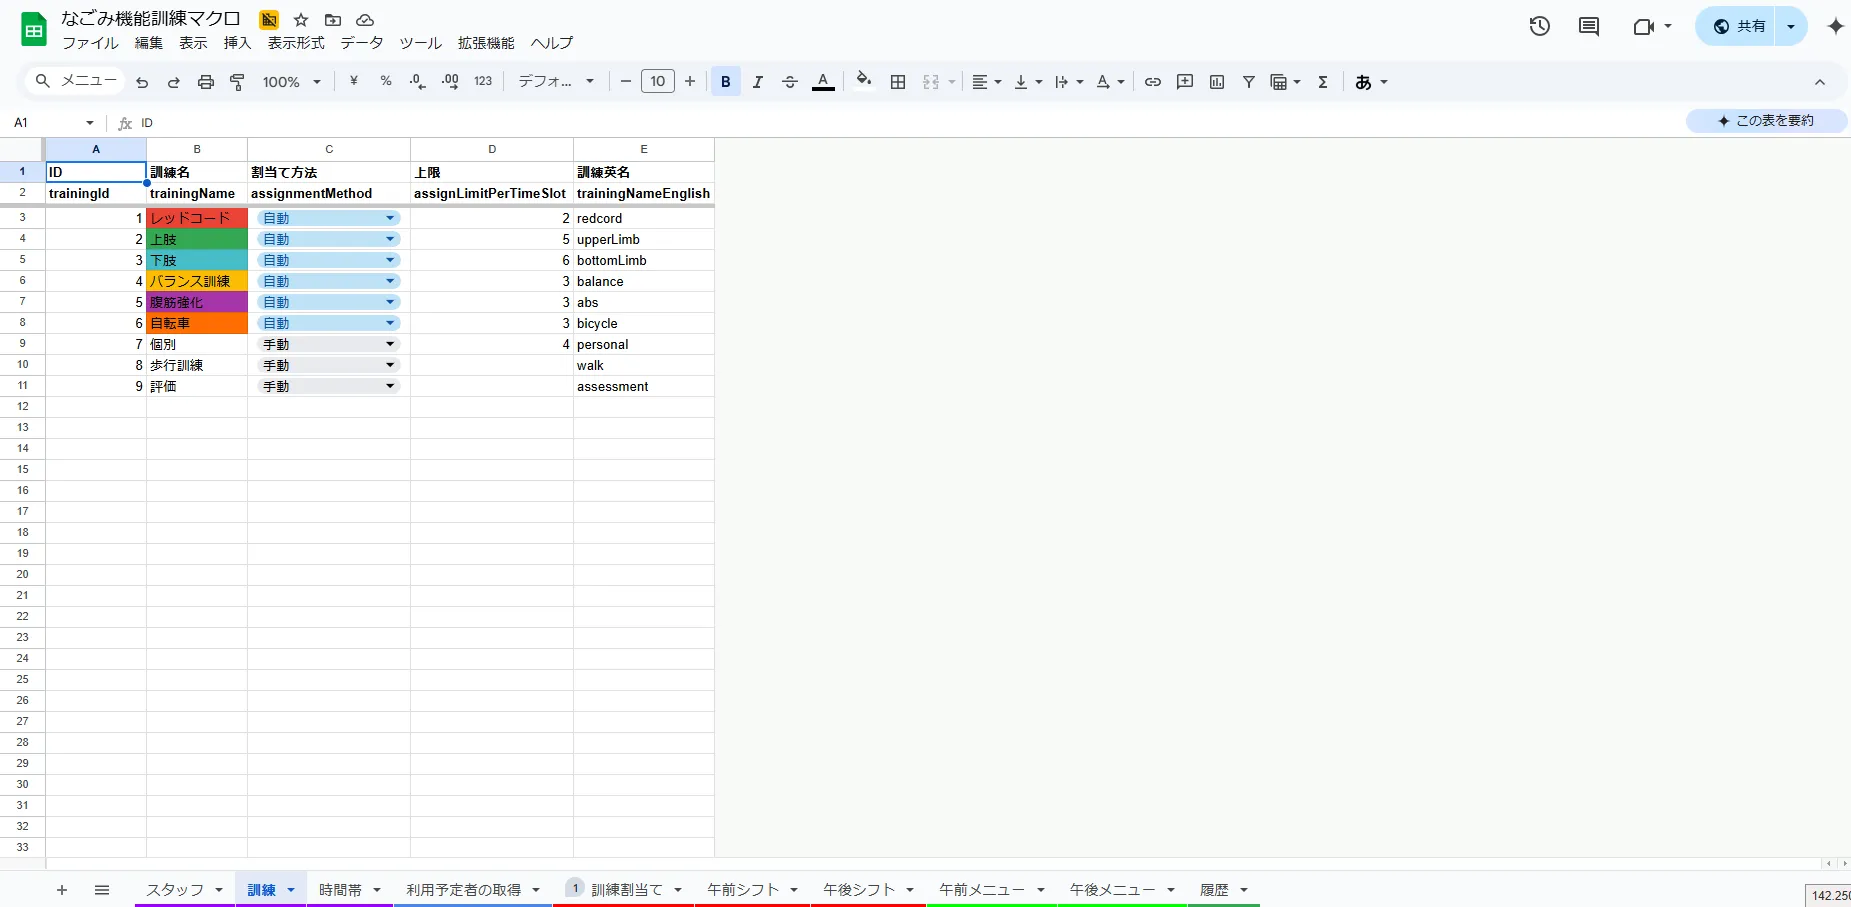 なごみ機能訓練マクロ
ファイル 編集 表示 挿入 表示形式 データ ツール 拡張機能 ヘルプ
共有
メニュー 100% ¥ % .0 .00 123 デフォ... 10 B I A あ
A1 fx ID
この表を要約
A B C D E
1 ID 訓練名 割当て方法 上限 訓練英名
2 trainingId trainingName assignmentMethod assignLimitPerTimeSlot trainingNameEnglish
3 1 レッドコード 自動 2 redcord
4 2 上肢 自動 5 upperLimb
5 3 下肢 自動 6 bottomLimb
6 4 バランス訓練 自動 3 balance
7 5 腹筋強化 自動 3 abs
8 6 自転車 自動 3 bicycle
9 7 個別 手動 4 personal
10 8 歩行訓練 手動 walk
11 9 評価 手動 assessment
12
13
14
15
16
17
18
19
20
21
22
23
24
25
26
27
28
29
30
31
32
33
スタッフ 訓練 時間帯 利用予定者の取得 1 訓練割当て 午前シフト 午後シフト 午前メニュー 午後メニュー 履歴